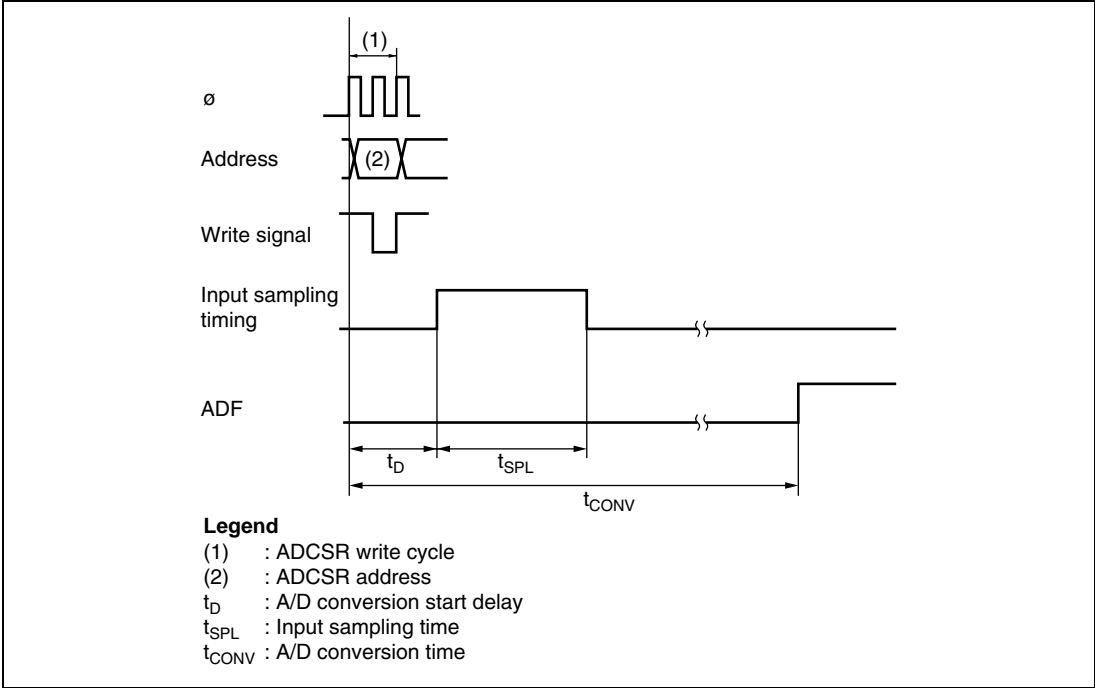 (1)
ø
Address
(2)
Write signal
Input sampling
timing
ADF
tD
tSPL
tCONV
Legend
(1) : ADCSR write cycle
(2) : ADCSR address
tD : A/D conversion start delay
tSPL : Input sampling time
tCONV : A/D conversion time